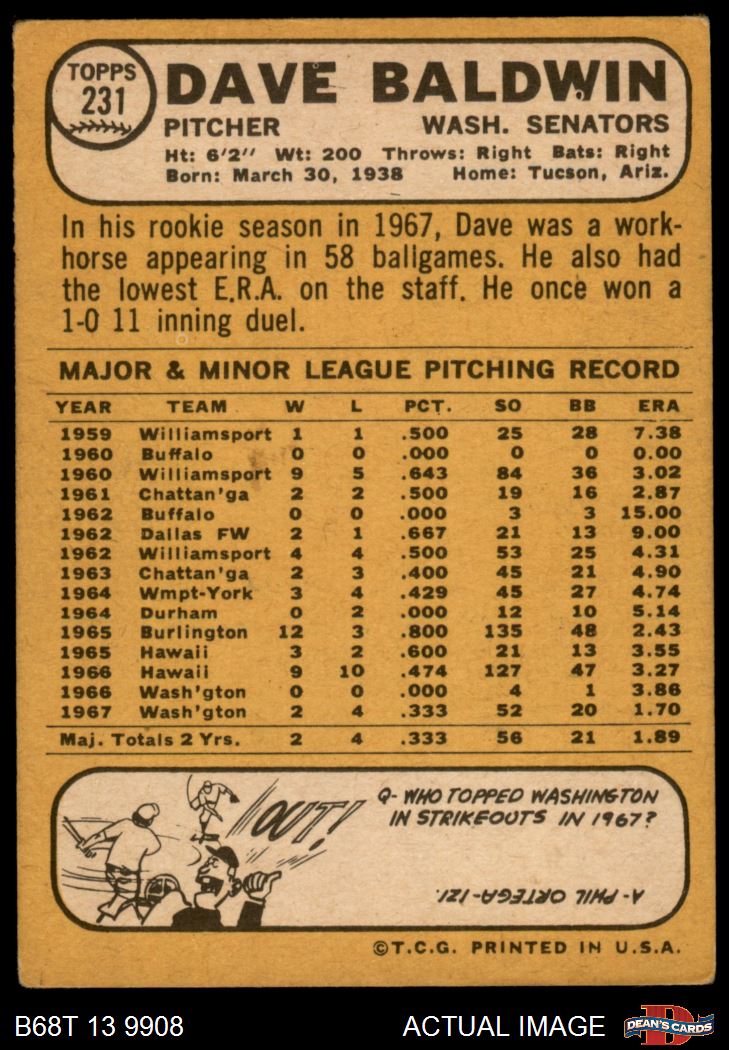 TOPPS
231
DAVE BALDWIN
PITCHER WASH. SENATORS
Ht: 6'2" Wt: 200 Throws: Right Bats: Right
Born: March 30, 1938 Home: Tucson, Ariz.
In his rookie season in 1967, Dave was a work-
horse appearing in 58 ballgames. He also had
the lowest E.R.A. on the staff. He once won a
1-0 11 inning duel.
MAJOR & MINOR LEAGUE PITCHING RECORD
YEAR TEAM W L PCT. SO BB ERA
1959 Williamsport 1 1 .500 25 28 7.38
1960 Buffalo 0 0 .000 0 0 0.00
1960 Williamsport 9 5 .643 84 36 3.02
1961 Chattan'ga 2 2 .500 19 16 2.87
1962 Buffalo 0 0 .000 3 3 15.00
1962 Dallas FW 2 1 .667 21 13 9.00
1962 Williamsport 4 4 .500 53 25 4.31
1963 Chattan'ga 2 3 .400 45 21 4.90
1964 Wmpt-York 3 4 .429 45 27 4.74
1964 Durham 0 2 .000 12 10 5.14
1965 Burlington 12 3 .800 135 48 2.43
1965 Hawaii 3 2 .600 21 13 3.55
1966 Hawaii 9 10 .474 127 47 3.27
1966 Wash'gton 0 0 .000 4 1 3.86
1967 Wash'gton 2 4 .333 52 20 1.70
Maj. Totals 2 Yrs. 2 4 .333 56 21 1.89
OUT!
Q- WHO TOPPED WASHINGTON
IN STRIKEOUTS IN 1967?
A- PHIL ORTEGA-121.
©T.C.G. PRINTED IN U.S.A.
B68T 13 9908 ACTUAL IMAGE
D
DEAN'S CARDS